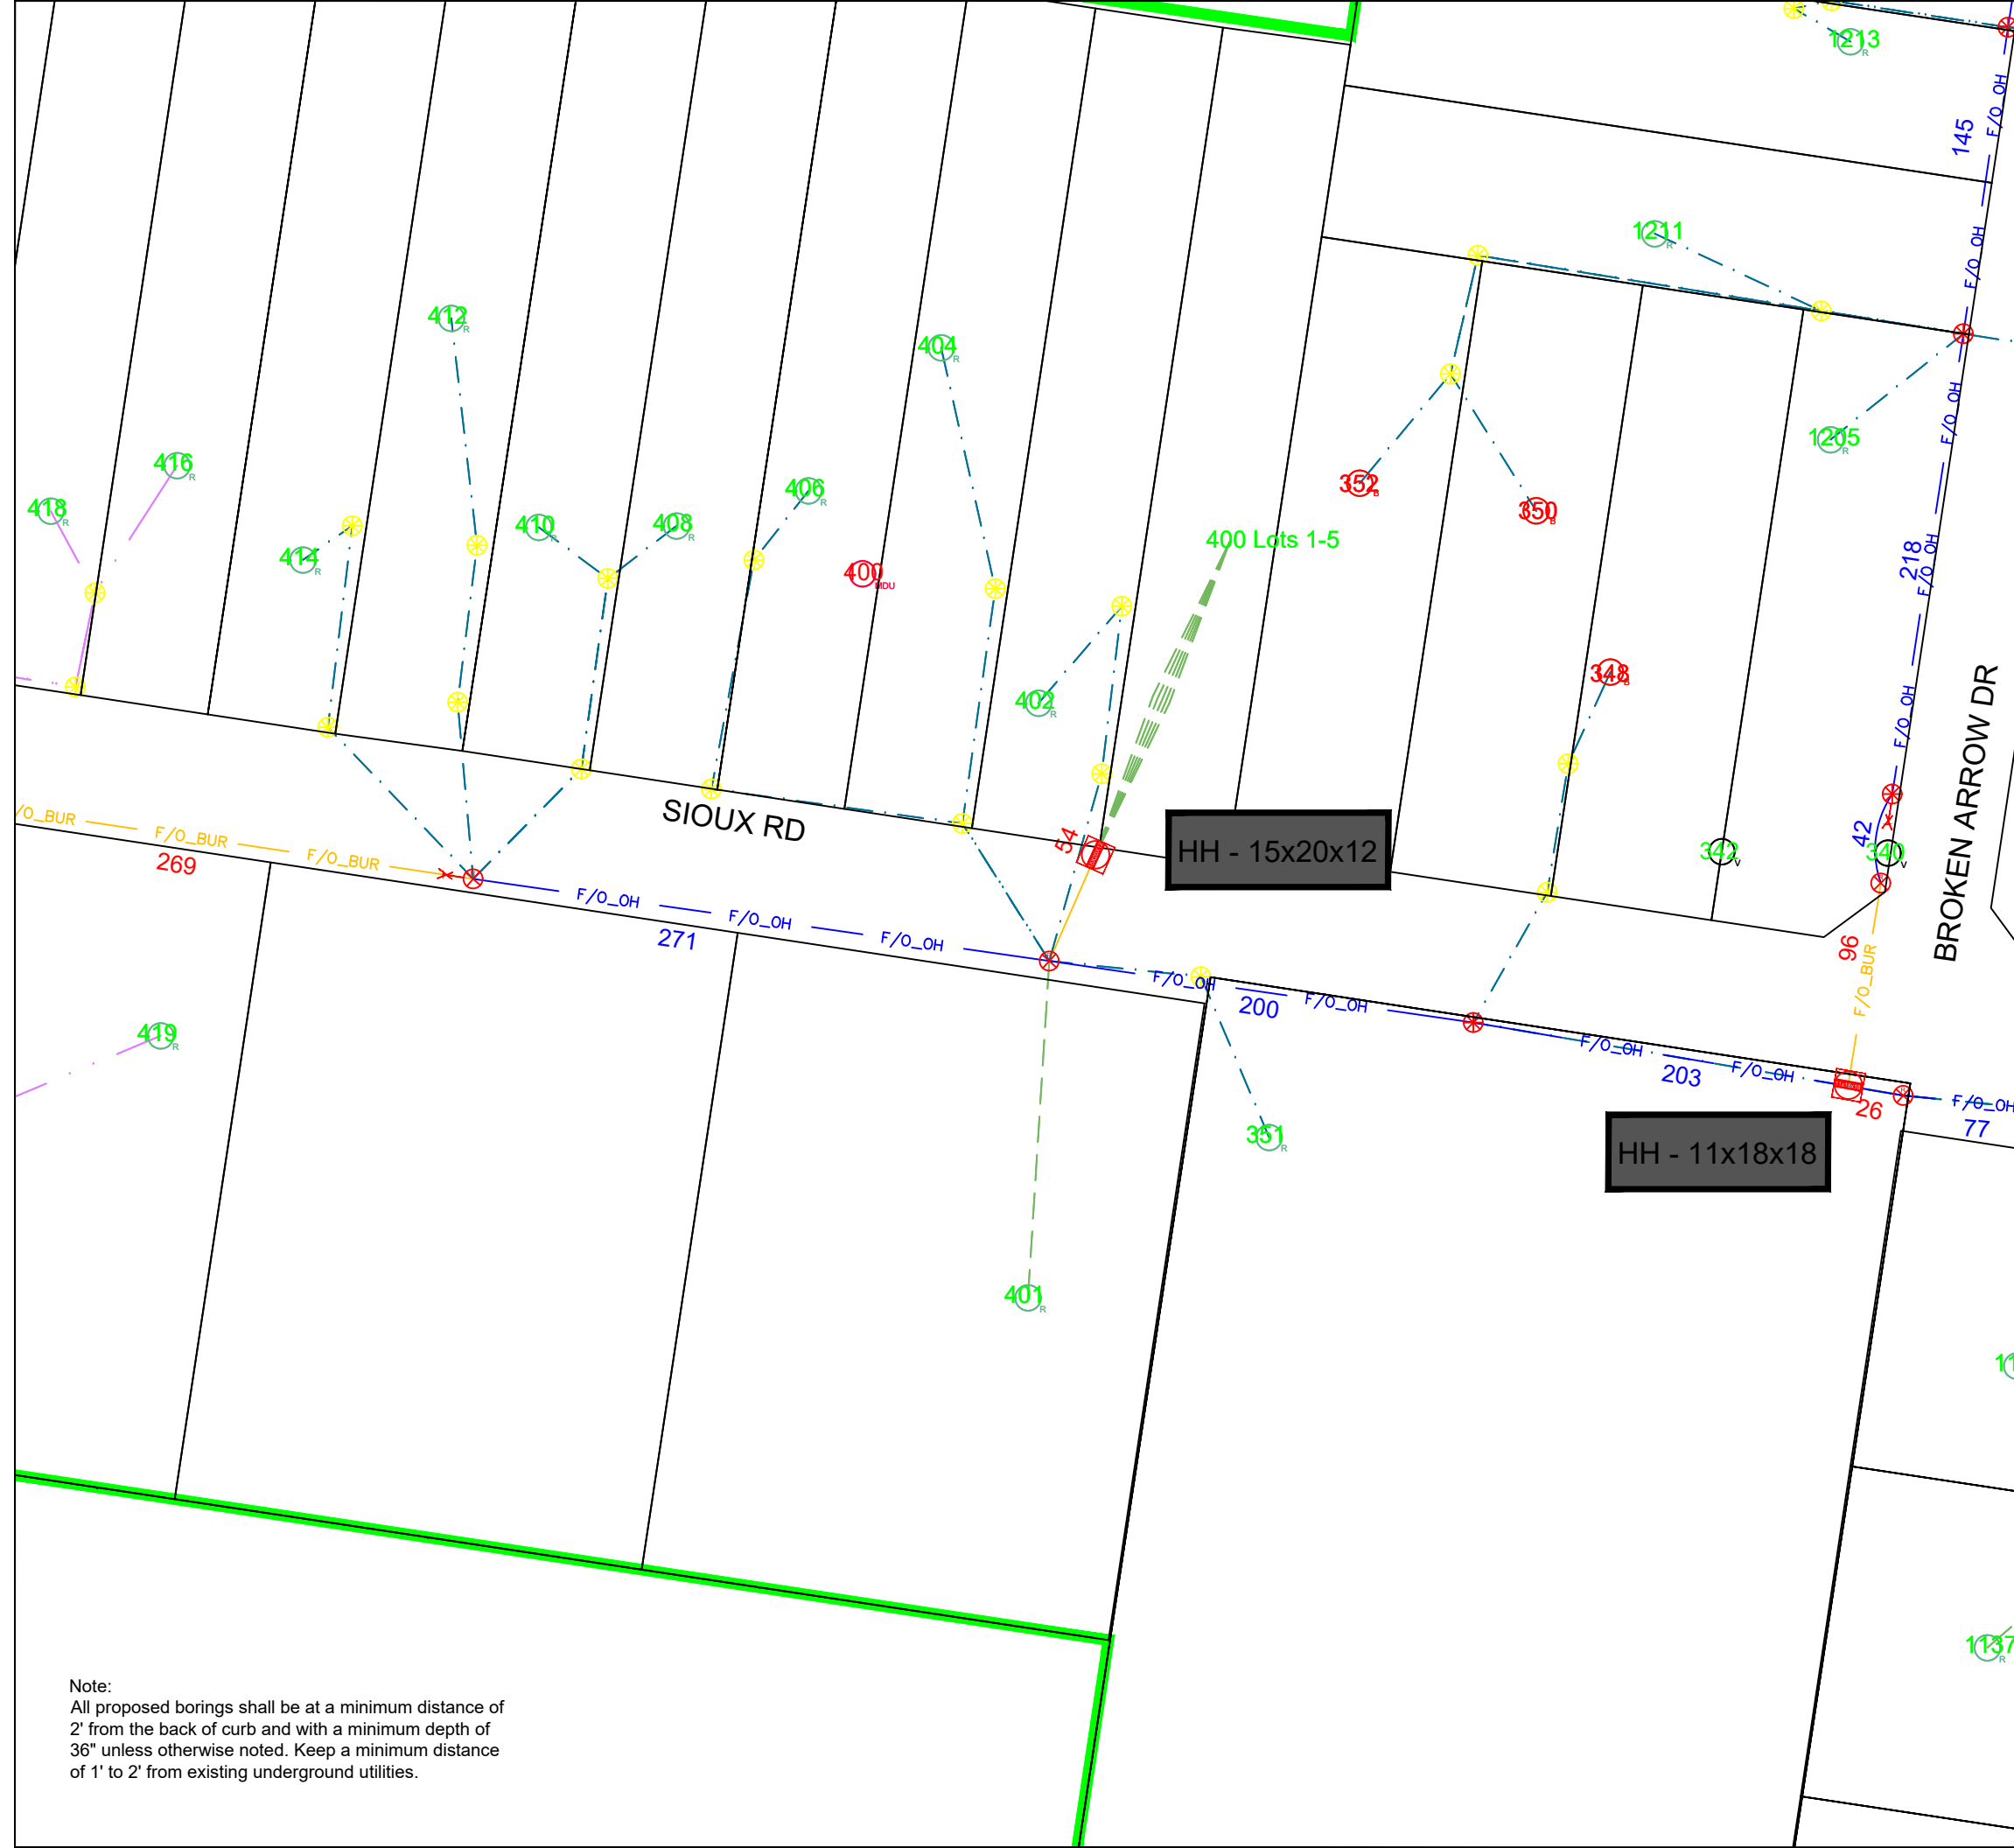 1213
R
F/O_OH
145
1211
R
F/O_OH
412
R
404
R
F/O_OH
1205
R
416
R
352
B
406
R
418
R
350
B
410
R
408
R
400 Lots 1-5
218
F/O_OH
414
R
400
MDU
348
B
402
R
F/O_OH
BROKEN ARROW DR
/O_BUR
F/O_BUR
F/O_BUR
269
SIOUX RD
54
HH - 15x20x12
342
V
42
340
V
F/O_OH
F/O_OH
F/O_OH
271
96
F/O_BUR
F/O_OH
200
F/O_OH
419
R
F/O_OH
203
F/O_OH
26
F/O_OH
77
351
R
HH - 11x18x18
401
R
11
1137
R
Note:
All proposed borings shall be at a minimum distance of
2' from the back of curb and with a minimum depth of
36" unless otherwise noted. Keep a minimum distance
of 1' to 2' from existing underground utilities.